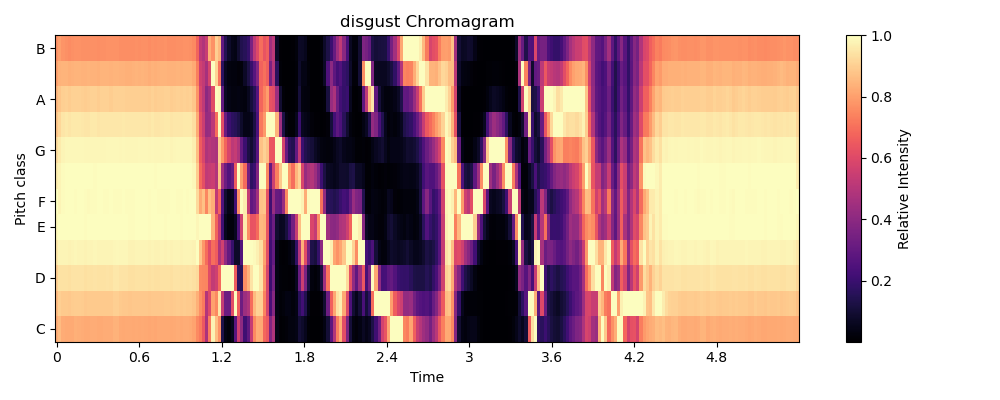 disgust Chromagram
Pitch class
B
A
G
F
E
D
C
0 0.6 1.2 1.8 2.4 3 3.6 4.2 4.8
Time
1.0
0.8
0.6
0.4
0.2
Relative Intensity